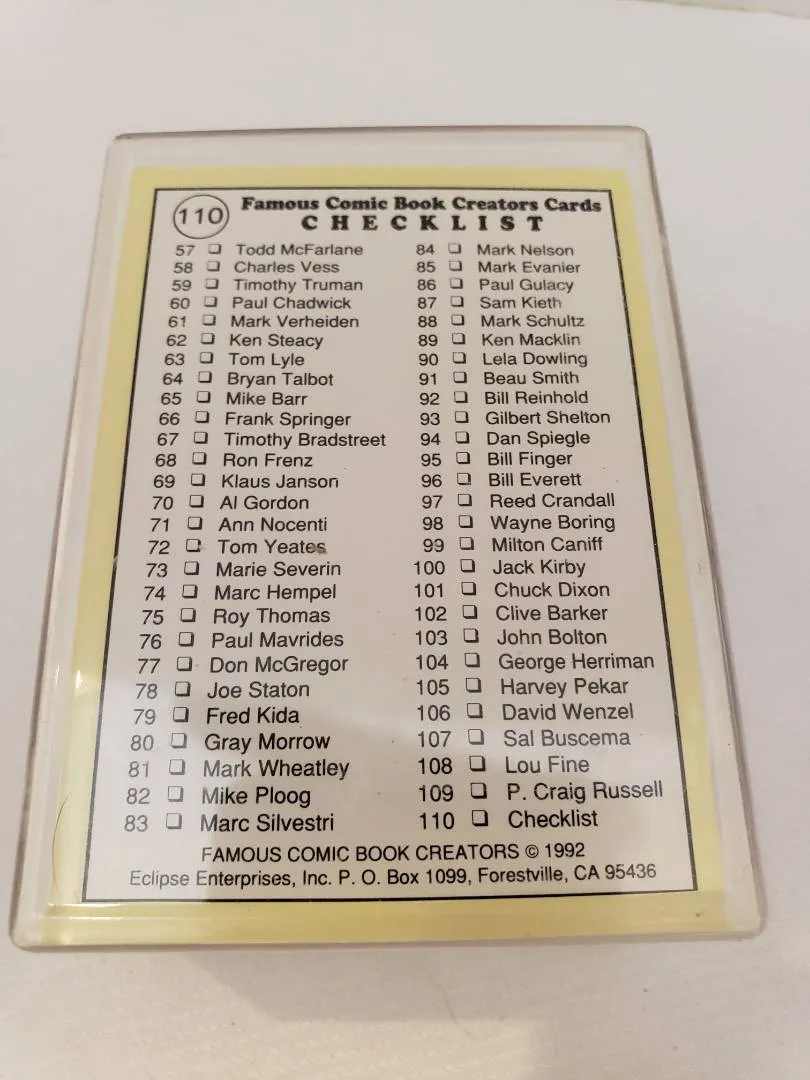 110
Famous Comic Book Creators Cards
CHECKLIST
57 Todd McFarlane
58 Charles Vess
59 Timothy Truman
60 Paul Chadwick
61 Mark Verheiden
62 Ken Steacy
63 Tom Lyle
64 Bryan Talbot
65 Mike Barr
66 Frank Springer
67 Timothy Bradstreet
68 Ron Frenz
69 Klaus Janson
70 Al Gordon
71 Ann Nocenti
72 Tom Yeates
73 Marie Severin
74 Marc Hempel
75 Roy Thomas
76 Paul Mavrides
77 Don McGregor
78 Joe Staton
79 Fred Kida
80 Gray Morrow
81 Mark Wheatley
82 Mike Ploog
83 Marc Silvestri
84 Mark Nelson
85 Mark Evanier
86 Paul Gulacy
87 Sam Kieth
88 Mark Schultz
89 Ken Macklin
90 Lela Dowling
91 Beau Smith
92 Bill Reinhold
93 Gilbert Shelton
94 Dan Spiegle
95 Bill Finger
96 Bill Everett
97 Reed Crandall
98 Wayne Boring
99 Milton Caniff
100 Jack Kirby
101 Chuck Dixon
102 Clive Barker
103 John Bolton
104 George Herriman
105 Harvey Pekar
106 David Wenzel
107 Sal Buscema
108 Lou Fine
109 P. Craig Russell
110 Checklist
FAMOUS COMIC BOOK CREATORS © 1992
Eclipse Enterprises, Inc. P. O. Box 1099, Forestville, CA 95436